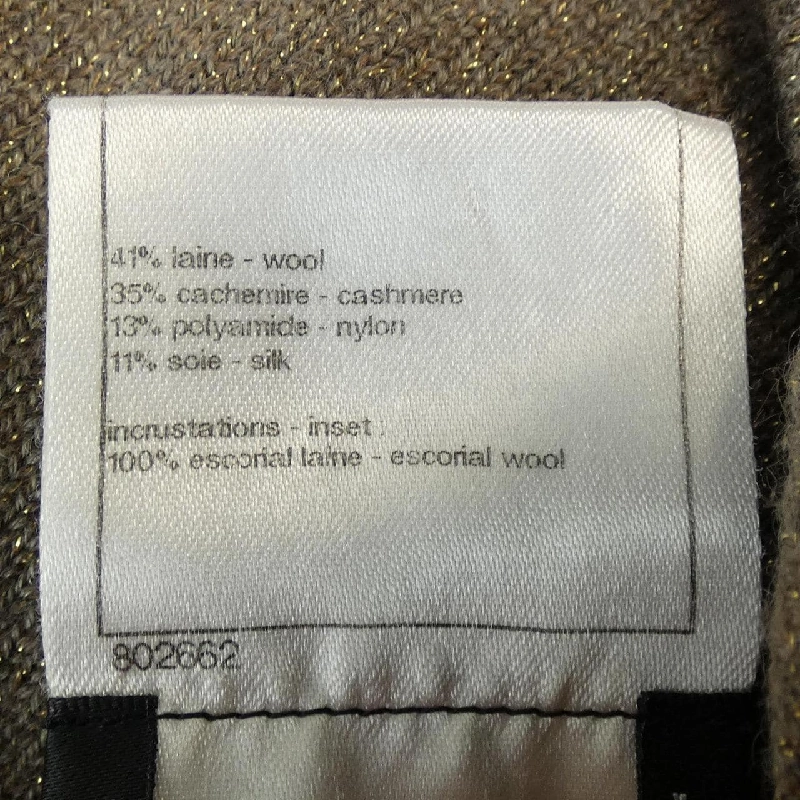 41% laine - wool
35% cachemire - cashmere
13% polyamide - nylon
11% soie - silk
incrustations - inset :
100% escorial laine - escorial wool
802662